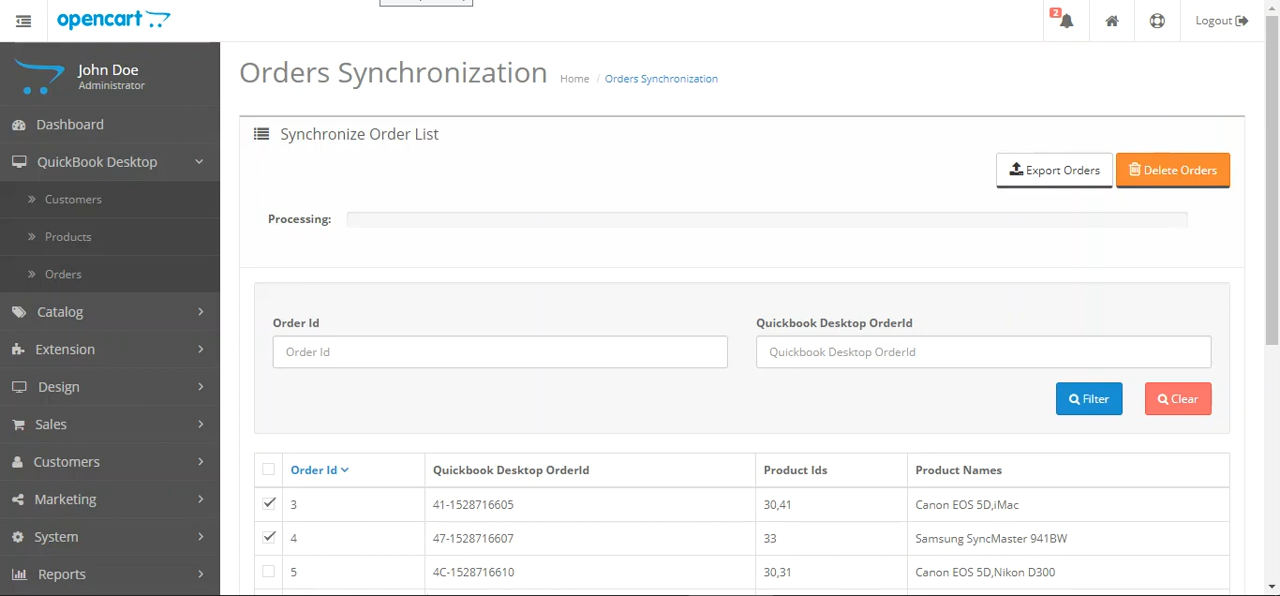 opencart
2
Logout
John Doe
Administrator
Dashboard
QuickBook Desktop
Customers
Products
Orders
Catalog
Extension
Design
Sales
Customers
Marketing
System
Reports
Orders Synchronization
Home / Orders Synchronization
Synchronize Order List
Export Orders
Delete Orders
Processing:
Order Id
Quickbook Desktop OrderId
Order Id
Quickbook Desktop OrderId
Filter
Clear
Order Id Quickbook Desktop OrderId Product Ids Product Names
3 41-1528716605 30,41 Canon EOS 5D,iMac
4 47-1528716607 33 Samsung SyncMaster 941BW
5 4C-1528716610 30,31 Canon EOS 5D,Nikon D300